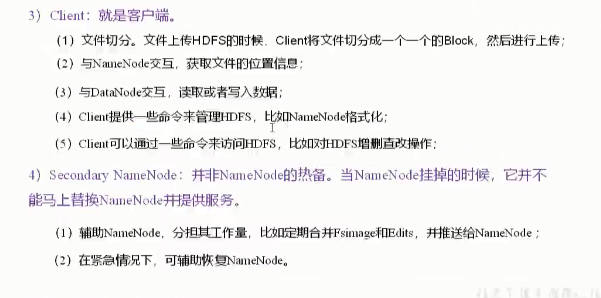 3）Client：就是客户端。
（1）文件切分。文件上传HDFS的时候，Client将文件切分成一个一个的Block，然后进行上传；
（2）与NameNode交互，获取文件的位置信息；
（3）与DataNode交互，读取或者写入数据；
（4）Client提供一些命令来管理HDFS，比如NameNode格式化；
（5）Client可以通过一些命令来访问HDFS，比如对HDFS增删查改操作；
4）Secondary NameNode：并非NameNode的热备。当NameNode挂掉的时候，它并不
能马上替换NameNode并提供服务。
（1）辅助NameNode，分担其工作量，比如定期合并Fsimage和Edits，并推送给NameNode；
（2）在紧急情况下，可辅助恢复NameNode。